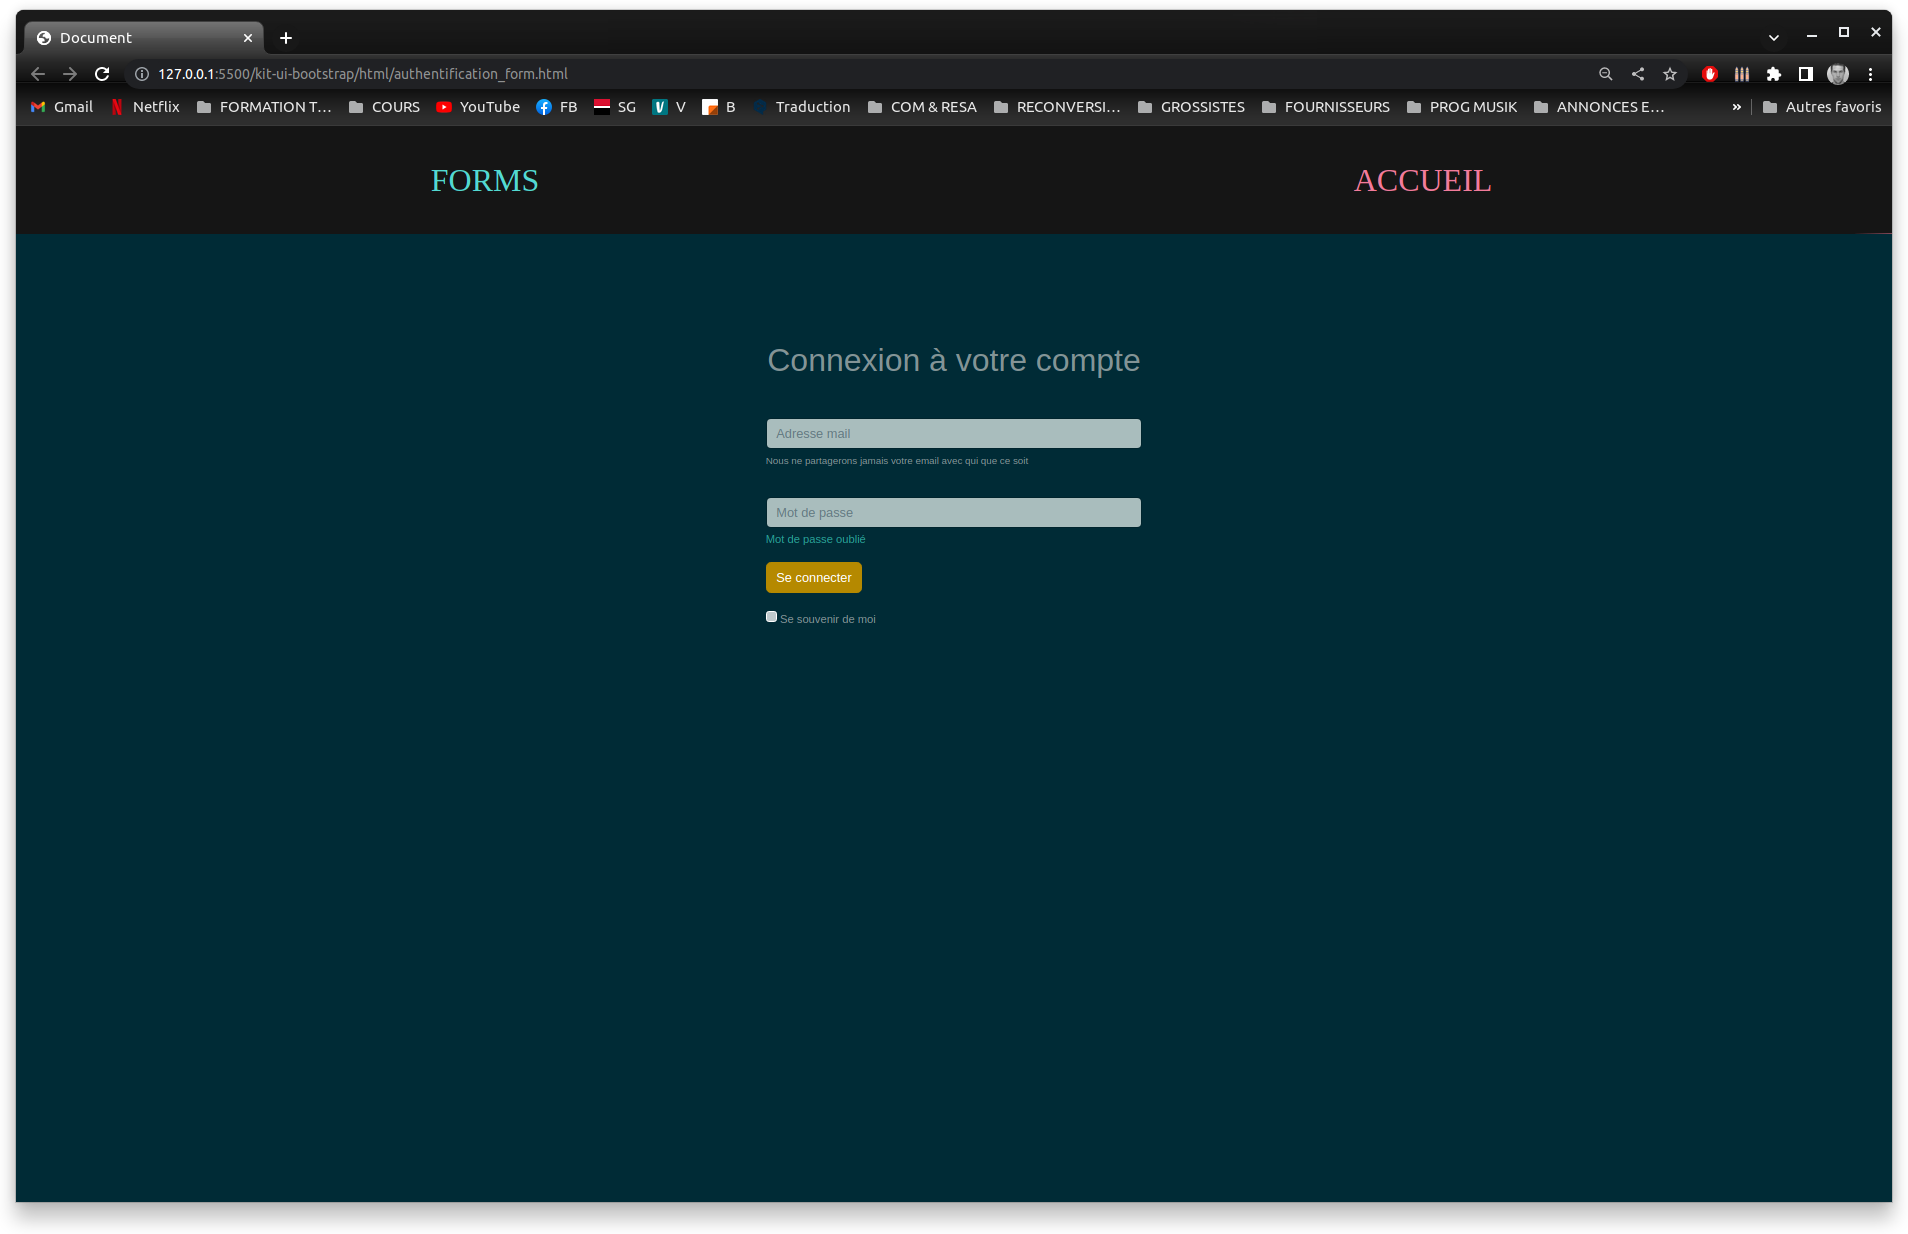 Document
127.0.0.1:5500/kit-ui-bootstrap/html/authentification_form.html
Gmail Netflix FORMATION T... COURS YouTube FB SG V B Traduction COM & RESA RECONVERSI... GROSSISTES FOURNISSEURS PROG MUSIK ANNONCES E... » Autres favoris
FORMS ACCUEIL
Connexion à votre compte
Adresse mail
Nous ne partagerons jamais votre email avec qui que ce soit
Mot de passe
Mot de passe oublié
Se connecter
Se souvenir de moi